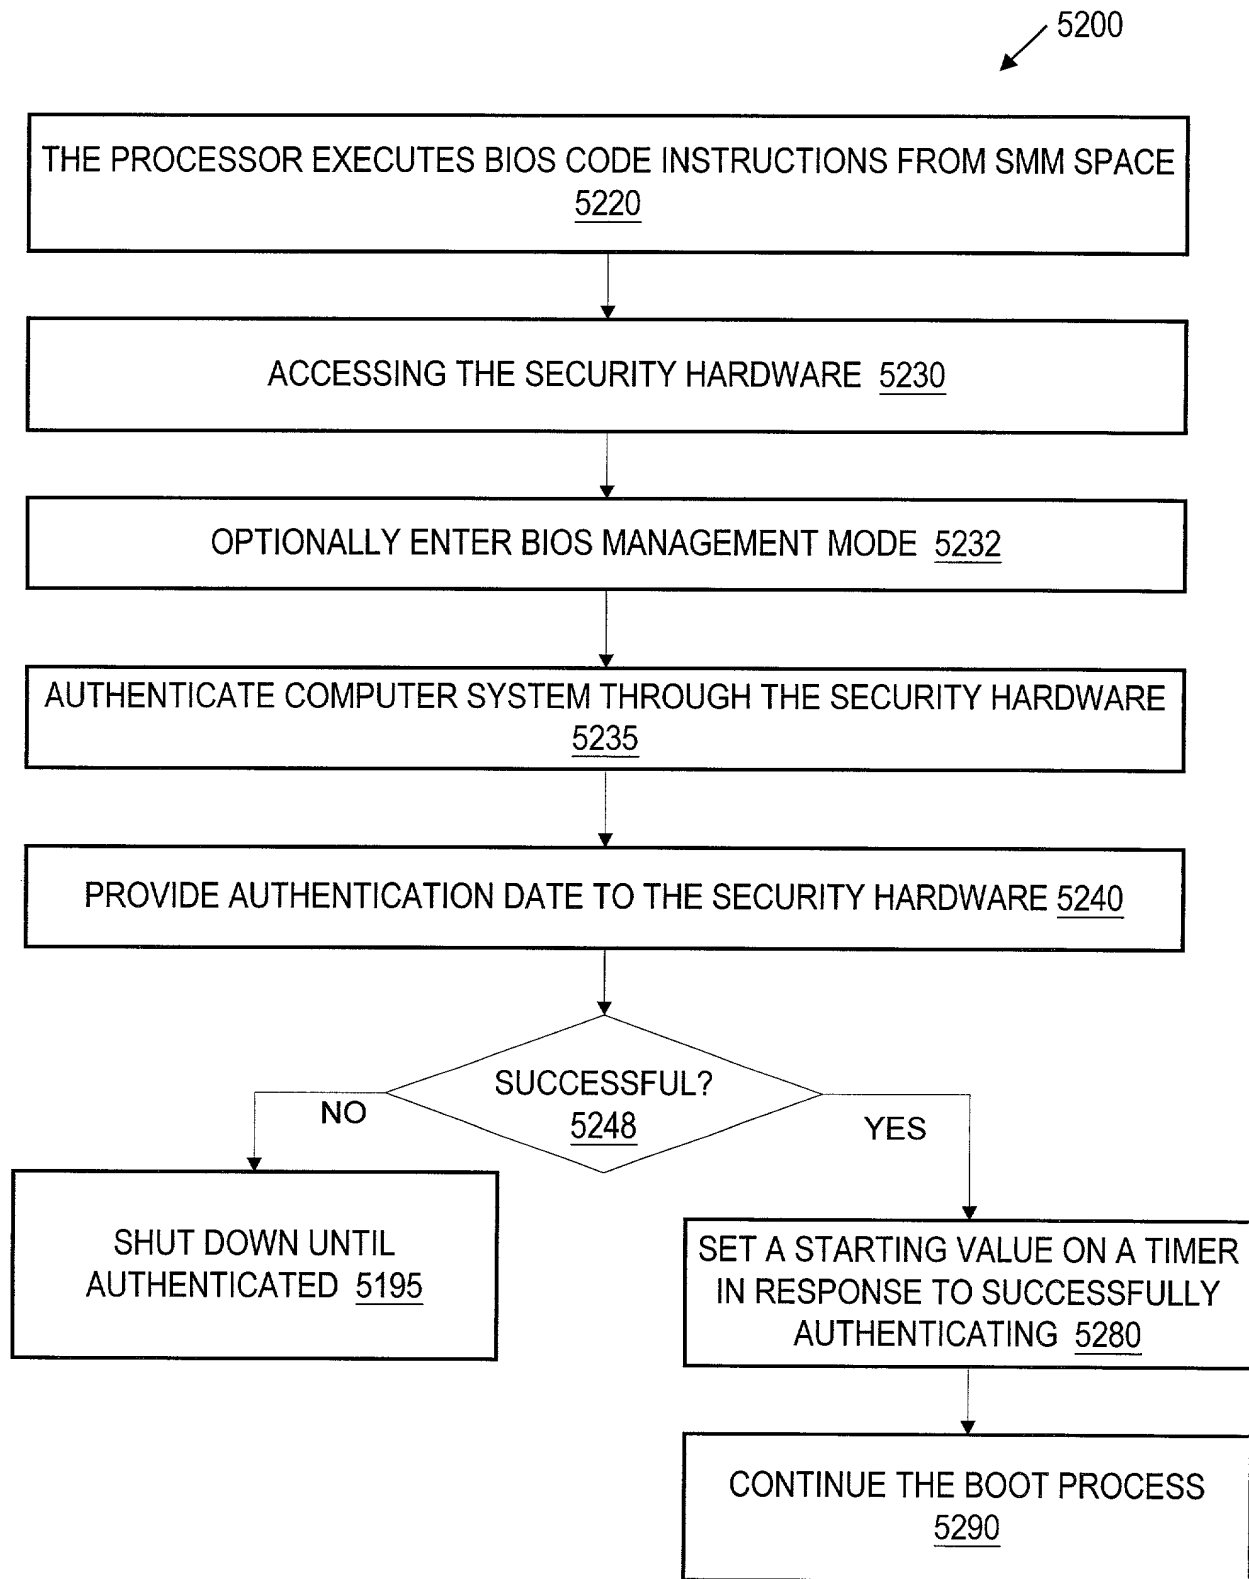 5200
THE PROCESSOR EXECUTES BIOS CODE INSTRUCTIONS FROM SMM SPACE
5220
ACCESSING THE SECURITY HARDWARE 5230
OPTIONALLY ENTER BIOS MANAGEMENT MODE 5232
AUTHENTICATE COMPUTER SYSTEM THROUGH THE SECURITY HARDWARE
5235
PROVIDE AUTHENTICATION DATE TO THE SECURITY HARDWARE 5240
SUCCESSFUL?
5248
NO
YES
SHUT DOWN UNTIL
AUTHENTICATED 5195
SET A STARTING VALUE ON A TIMER
IN RESPONSE TO SUCCESSFULLY
AUTHENTICATING 5280
CONTINUE THE BOOT PROCESS
5290